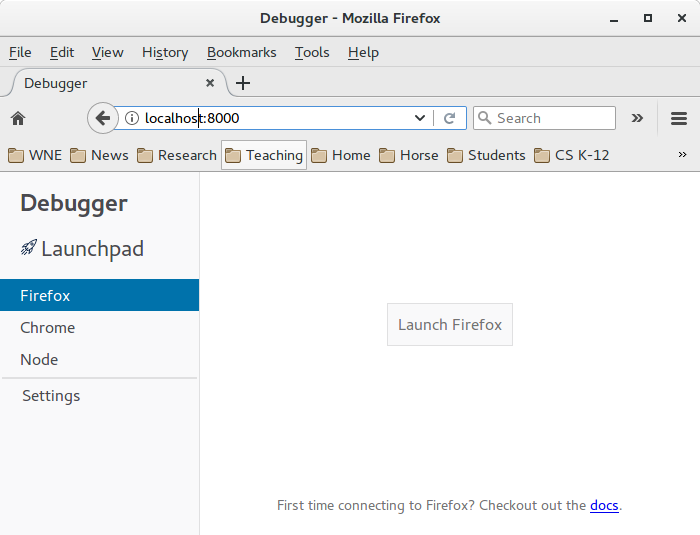 Debugger - Mozilla Firefox
File Edit View History Bookmarks Tools Help
Debugger
localhost:8000 Search
WNE News Research Teaching Home Horse Students CS K-12
Debugger
Launchpad
Firefox
Chrome
Node
Settings
Launch Firefox
First time connecting to Firefox? Checkout out the docs.